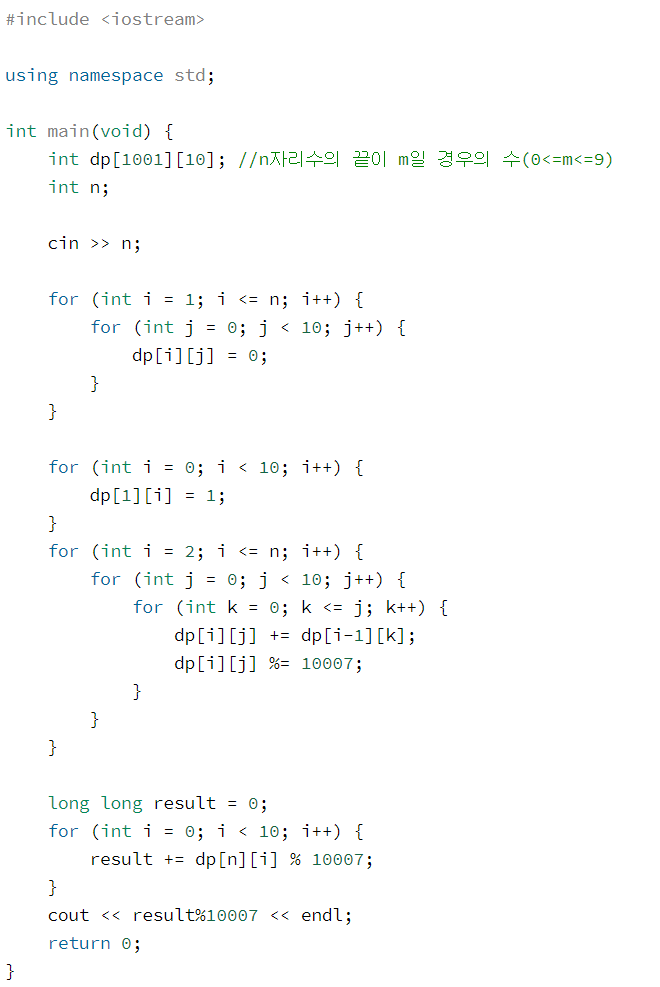 #include <iostream>
using namespace std;
int main(void) {
int dp[1001][10]; //n자리수의 끝이 m일 경우의 수(0<=m<=9)
int n;
cin >> n;
for (int i = 1; i <= n; i++) {
for (int j = 0; j < 10; j++) {
dp[i][j] = 0;
}
}
for (int i = 0; i < 10; i++) {
dp[1][i] = 1;
}
for (int i = 2; i <= n; i++) {
for (int j = 0; j < 10; j++) {
for (int k = 0; k <= j; k++) {
dp[i][j] += dp[i-1][k];
dp[i][j] %= 10007;
}
}
}
long long result = 0;
for (int i = 0; i < 10; i++) {
result += dp[n][i] % 10007;
}
cout << result%10007 << endl;
return 0;
}